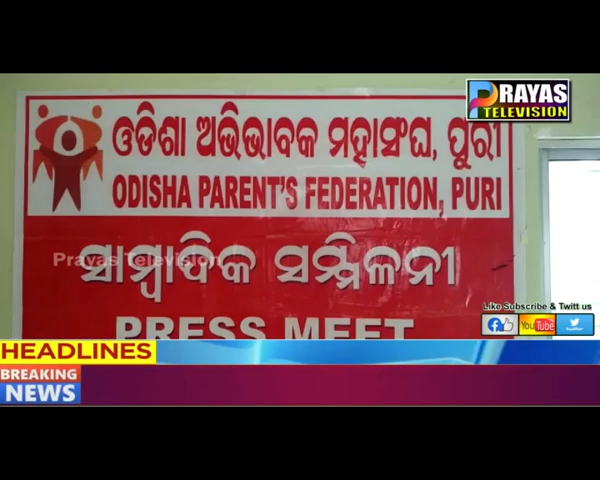 PRAYAS
TELEVISION
ଓଡିଶା ଅଭିଭାବକ ମହାସଂଘ, ପୁରୀ
ODISHA PARENT'S FEDERATION, PURI
Prayas Television
ସାମ୍ବାଦିକ ସମ୍ମିଳନୀ
PRESS MEET
Like Subscribe & Twitt us
YouTube
HEADLINES
BREAKING
NEWS